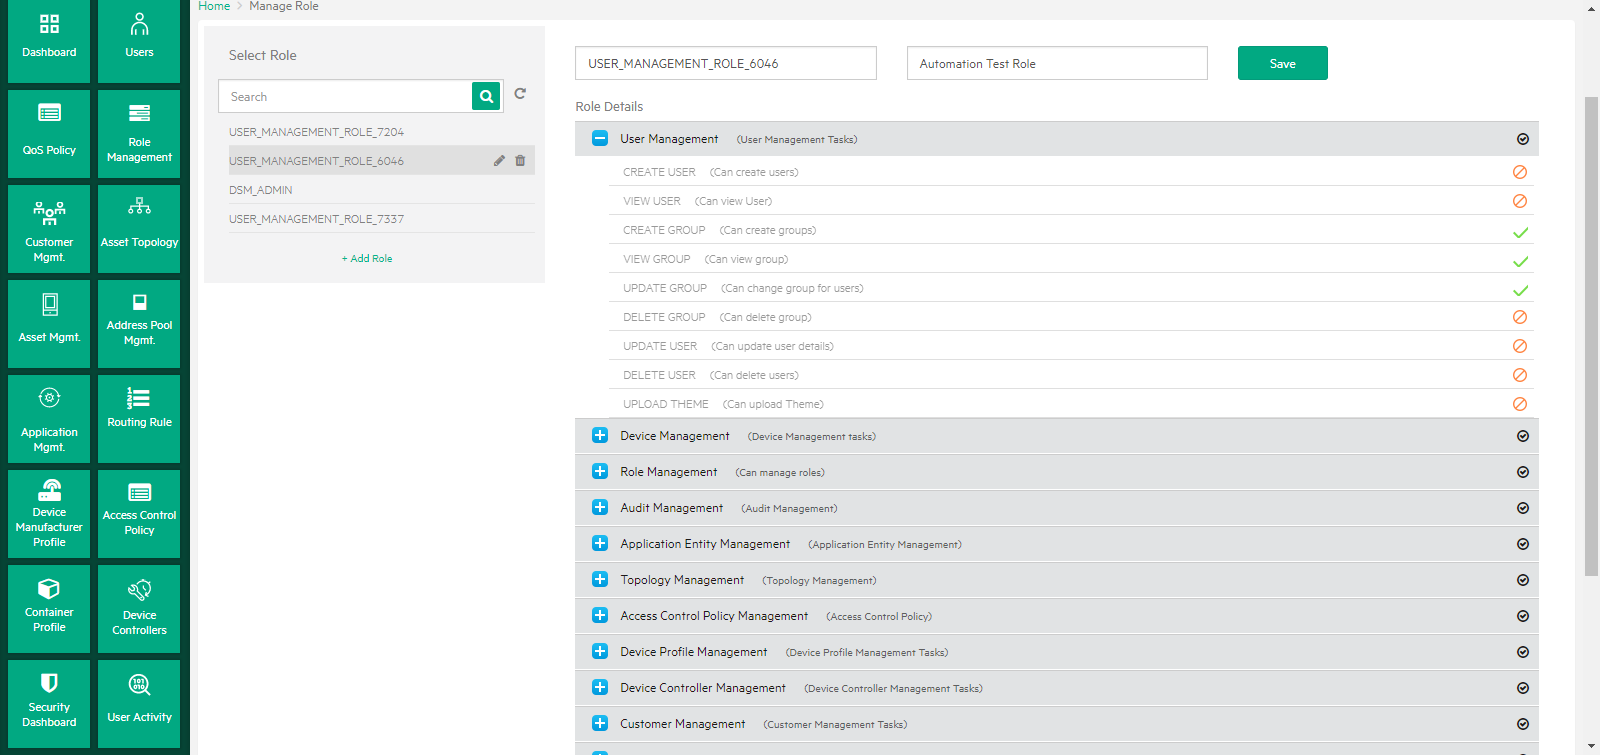 Home > Manage Role
Dashboard
Users
QoS Policy
Role
Management
Customer
Mgmt.
Asset Topology
Asset Mgmt.
Address Pool
Mgmt.
Application
Mgmt.
1
2
3
Routing Rule
Device
Manufacturer
Profile
Access Control
Policy
Container
Profile
Device
Controllers
Security
Dashboard
101
010
User Activity
Select Role
Search
USER_MANAGEMENT_ROLE_7204
USER_MANAGEMENT_ROLE_6046
DSM_ADMIN
USER_MANAGEMENT_ROLE_7337
+ Add Role
USER_MANAGEMENT_ROLE_6046
Automation Test Role
Save
Role Details
User Management (User Management Tasks)
CREATE USER (Can create users)
VIEW USER (Can view User)
CREATE GROUP (Can create groups)
VIEW GROUP (Can view group)
UPDATE GROUP (Can change group for users)
DELETE GROUP (Can delete group)
UPDATE USER (Can update user details)
DELETE USER (Can delete users)
UPLOAD THEME (Can upload Theme)
Device Management (Device Management tasks)
Role Management (Can manage roles)
Audit Management (Audit Management)
Application Entity Management (Application Entity Management)
Topology Management (Topology Management)
Access Control Policy Management (Access Control Policy)
Device Profile Management (Device Profile Management Tasks)
Device Controller Management (Device Controller Management Tasks)
Customer Management (Customer Management Tasks)